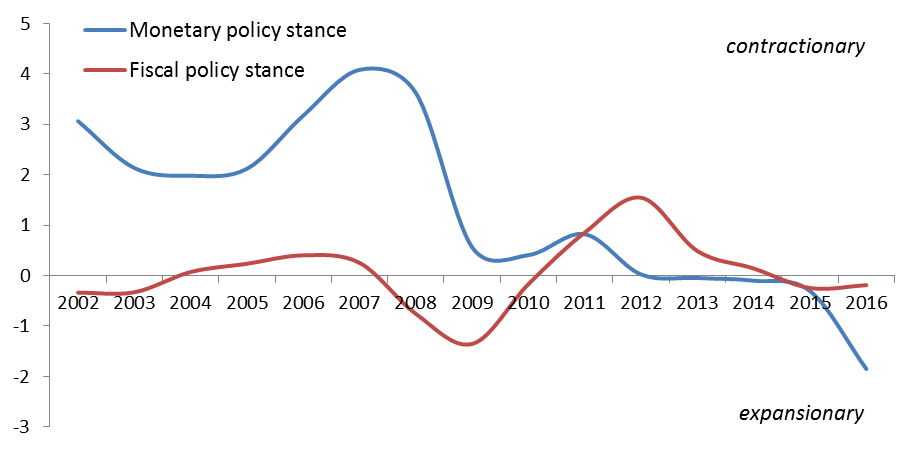 5
Monetary policy stance
contractionary
Fiscal policy stance
4
3
2
1
0
2002 2003 2004 2005 2006 2007 2008 2009 2010 2011 2012 2013 2014 2015 2016
-1
-2
expansionary
-3